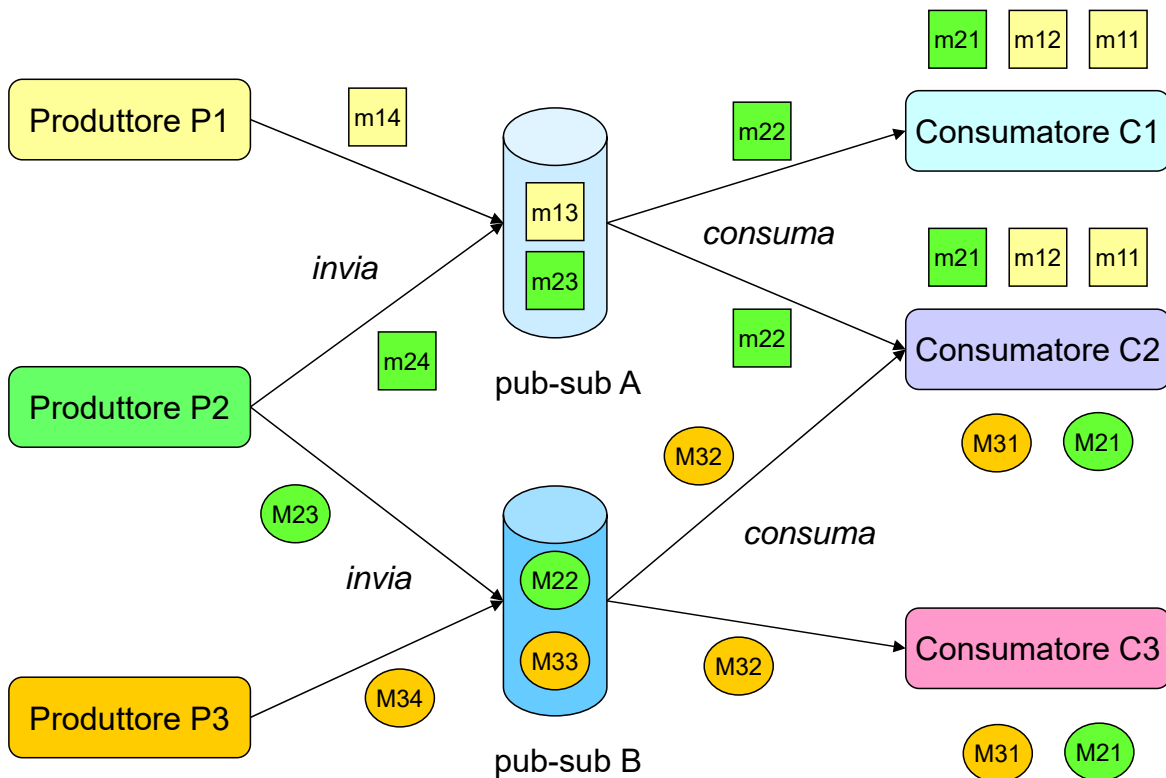 m21 m12 m11
Produttore P1
m14
m22
Consumatore C1
m13
invia
consuma
m23
m21 m12 m11
m24
m22
Consumatore C2
pub-sub A
Produttore P2
M32
M31 M21
M23
consuma
invia
M22
M33
M32
Consumatore C3
M34
Produttore P3
pub-sub B
M31 M21